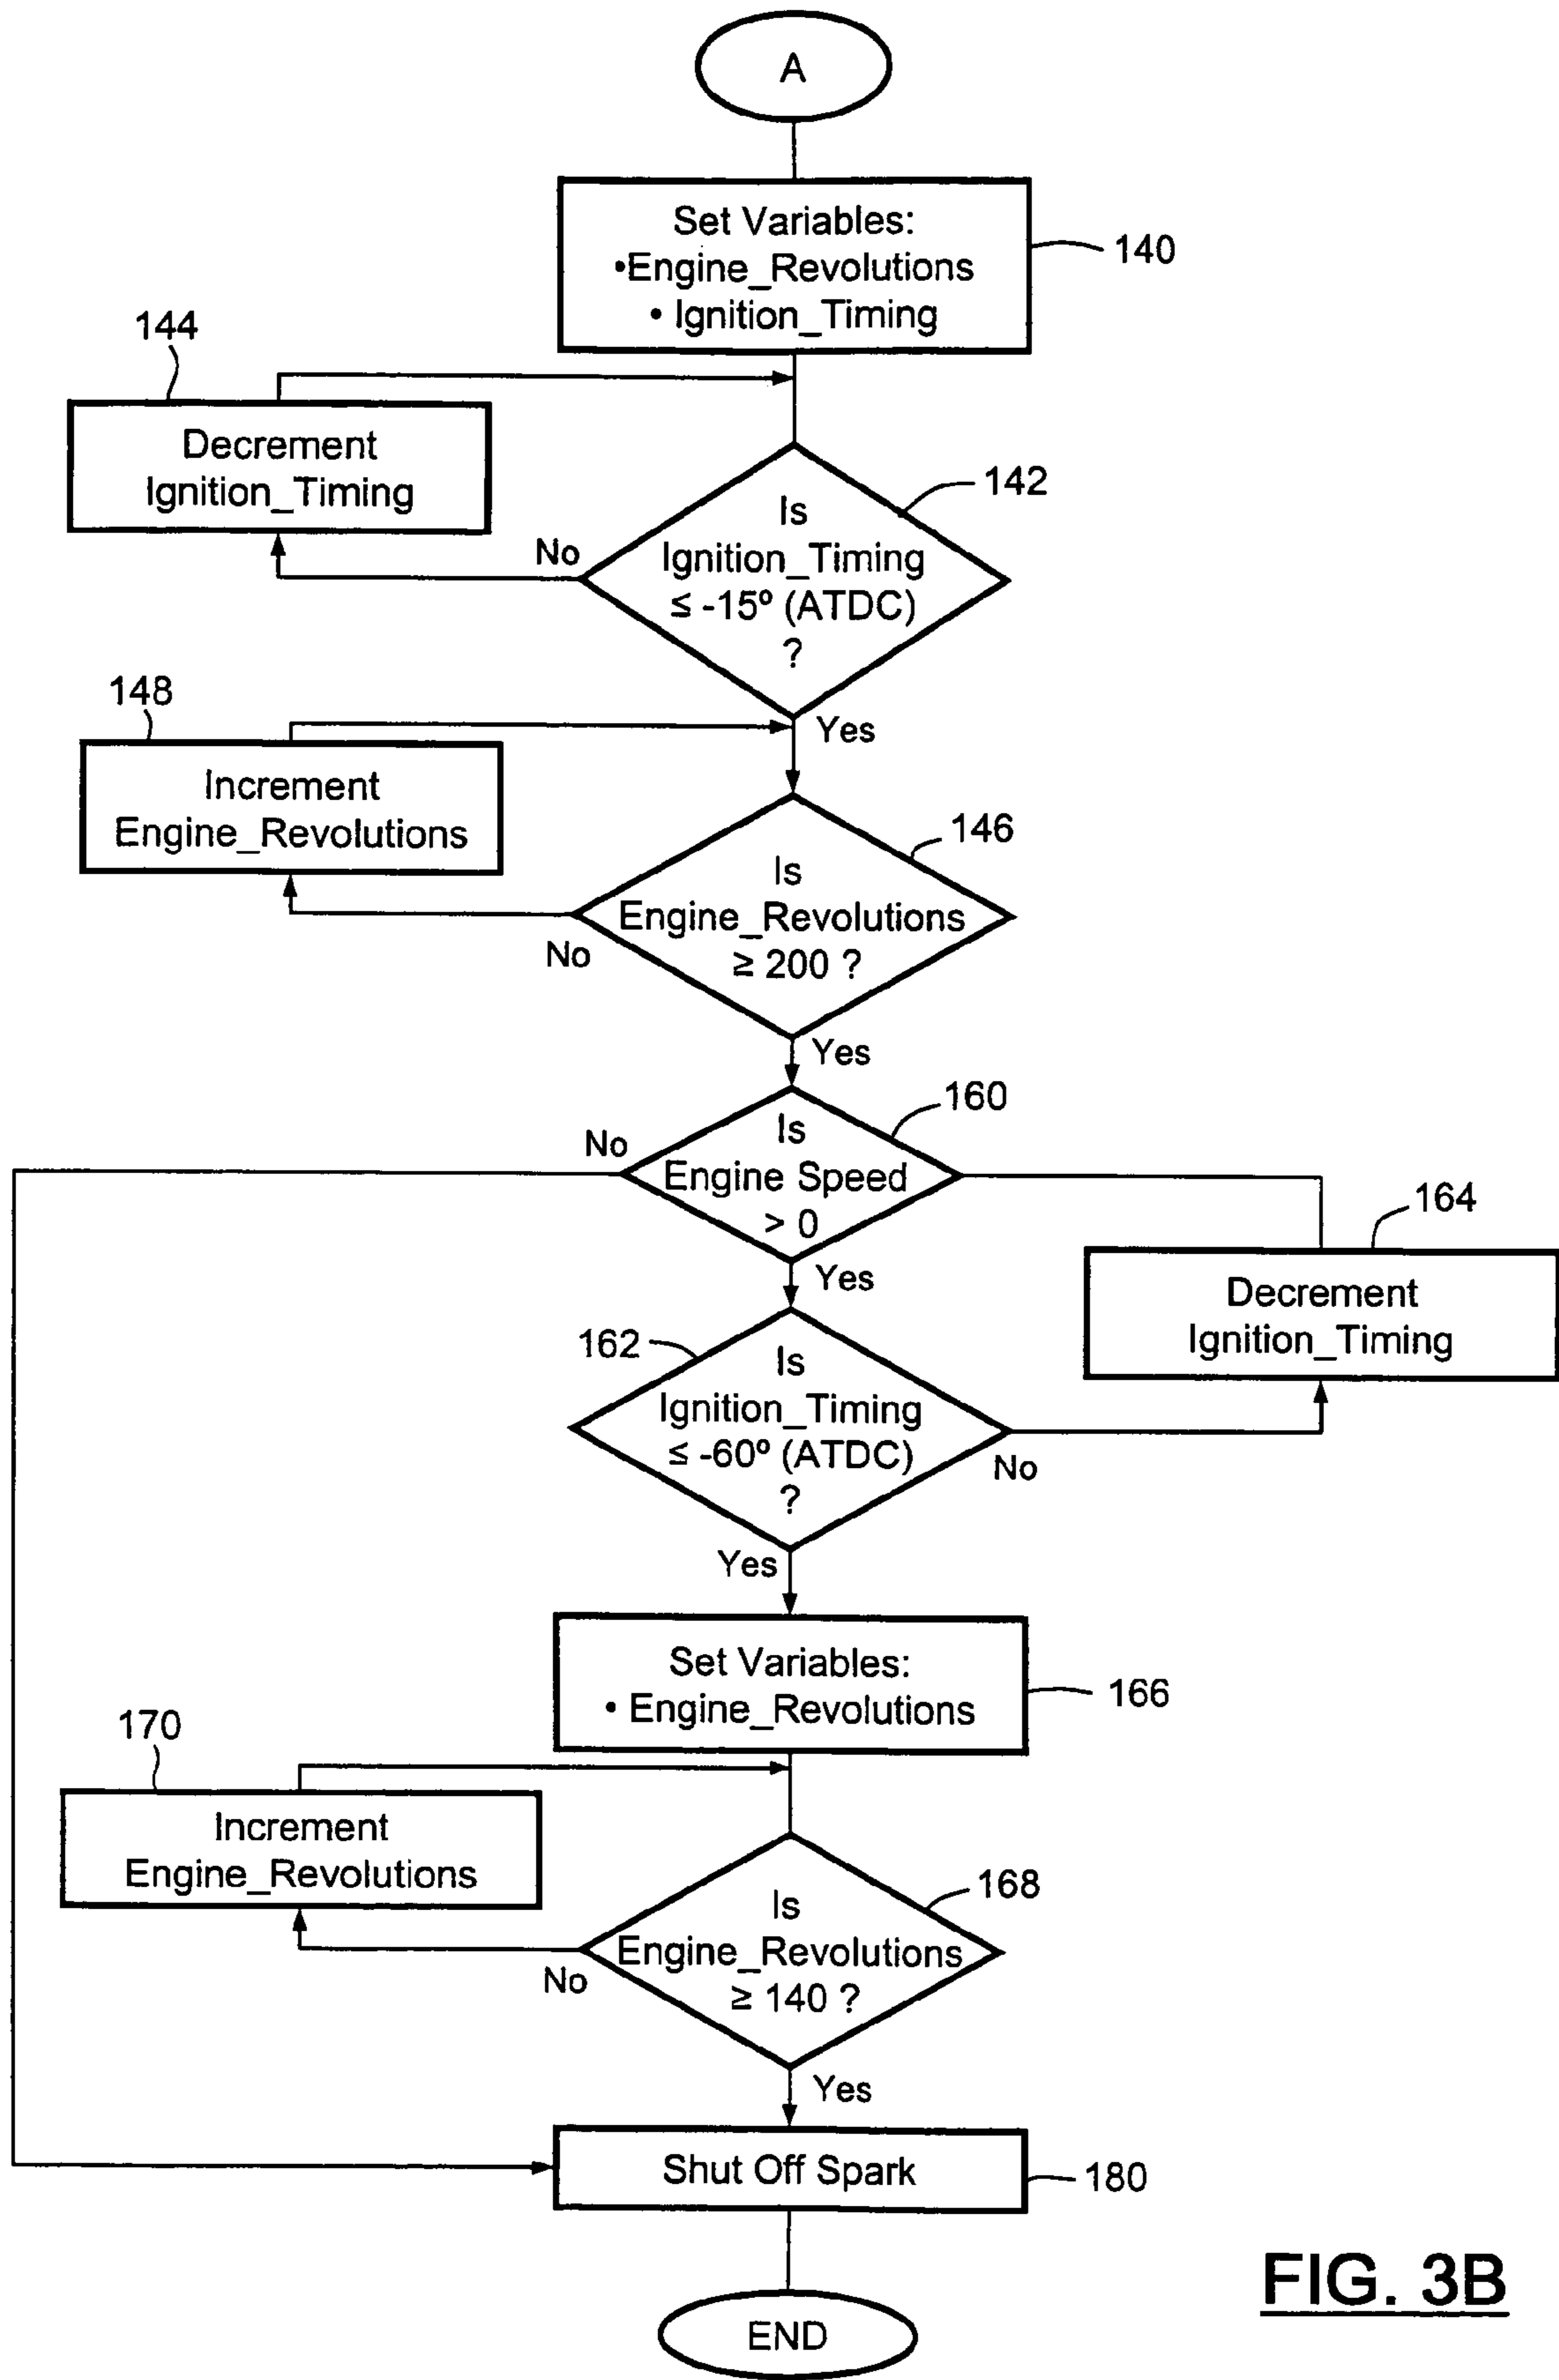 A
Set Variables:
•Engine_Revolutions
• Ignition_Timing
140
144
Decrement
Ignition_Timing
142
Is
Ignition_Timing
≤ -15º (ATDC)
?
No
Yes
148
Increment
Engine_Revolutions
146
Is
Engine_Revolutions
≥ 200 ?
No
Yes
160
Is
Engine Speed
> 0
No
Yes
164
Decrement
Ignition_Timing
162
Is
Ignition_Timing
≤ -60º (ATDC)
?
No
Yes
Set Variables:
• Engine_Revolutions
166
170
Increment
Engine_Revolutions
168
Is
Engine_Revolutions
≥ 140 ?
No
Yes
Shut Off Spark
180
END
FIG. 3B